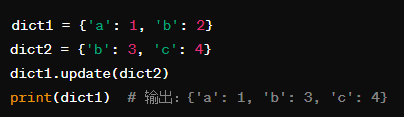 dict1 = {'a': 1, 'b': 2}
dict2 = {'b': 3, 'c': 4}
dict1.update(dict2)
print(dict1)  # 输出：{'a': 1, 'b': 3, 'c': 4}